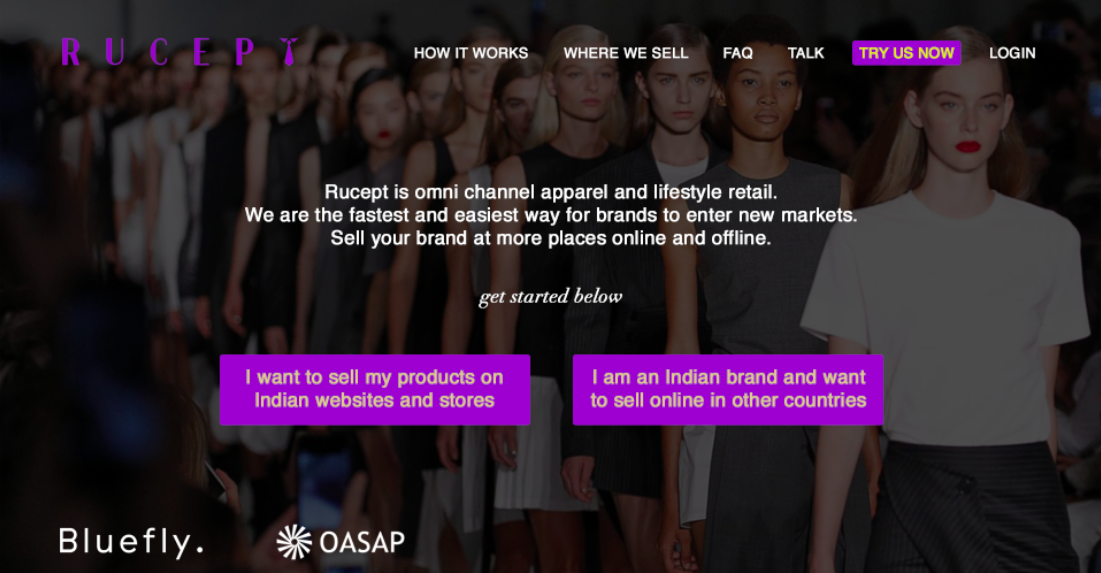 RUCEPT
HOW IT WORKS
WHERE WE SELL
FAQ
TALK
TRY US NOW
LOGIN
Rucept is omni channel apparel and lifestyle retail.
We are the fastest and easiest way for brands to enter new markets.
Sell your brand at more places online and offline.
get started below
I want to sell my products on
Indian websites and stores
I am an Indian brand and want
to sell online in other countries
Bluefly.
OASAP